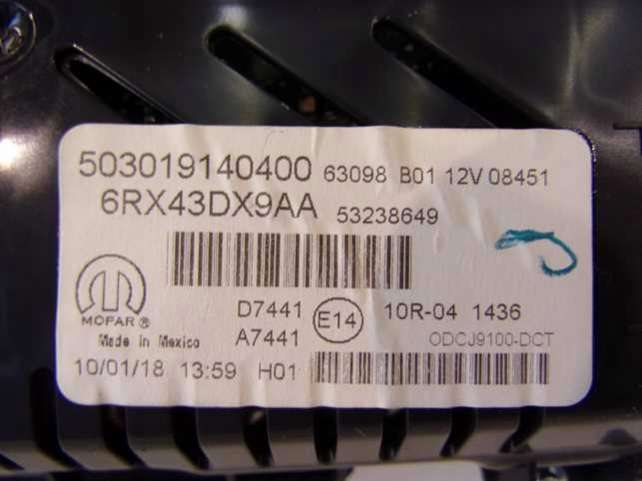 503019140400 63098 B01 12V 08451
6RX43DX9AA 53238649
MOFAR®
D7441 E14 10R-04 1436
Made in Mexico A7441 ODCJ9100-DCT
10/01/18 13:59 H01